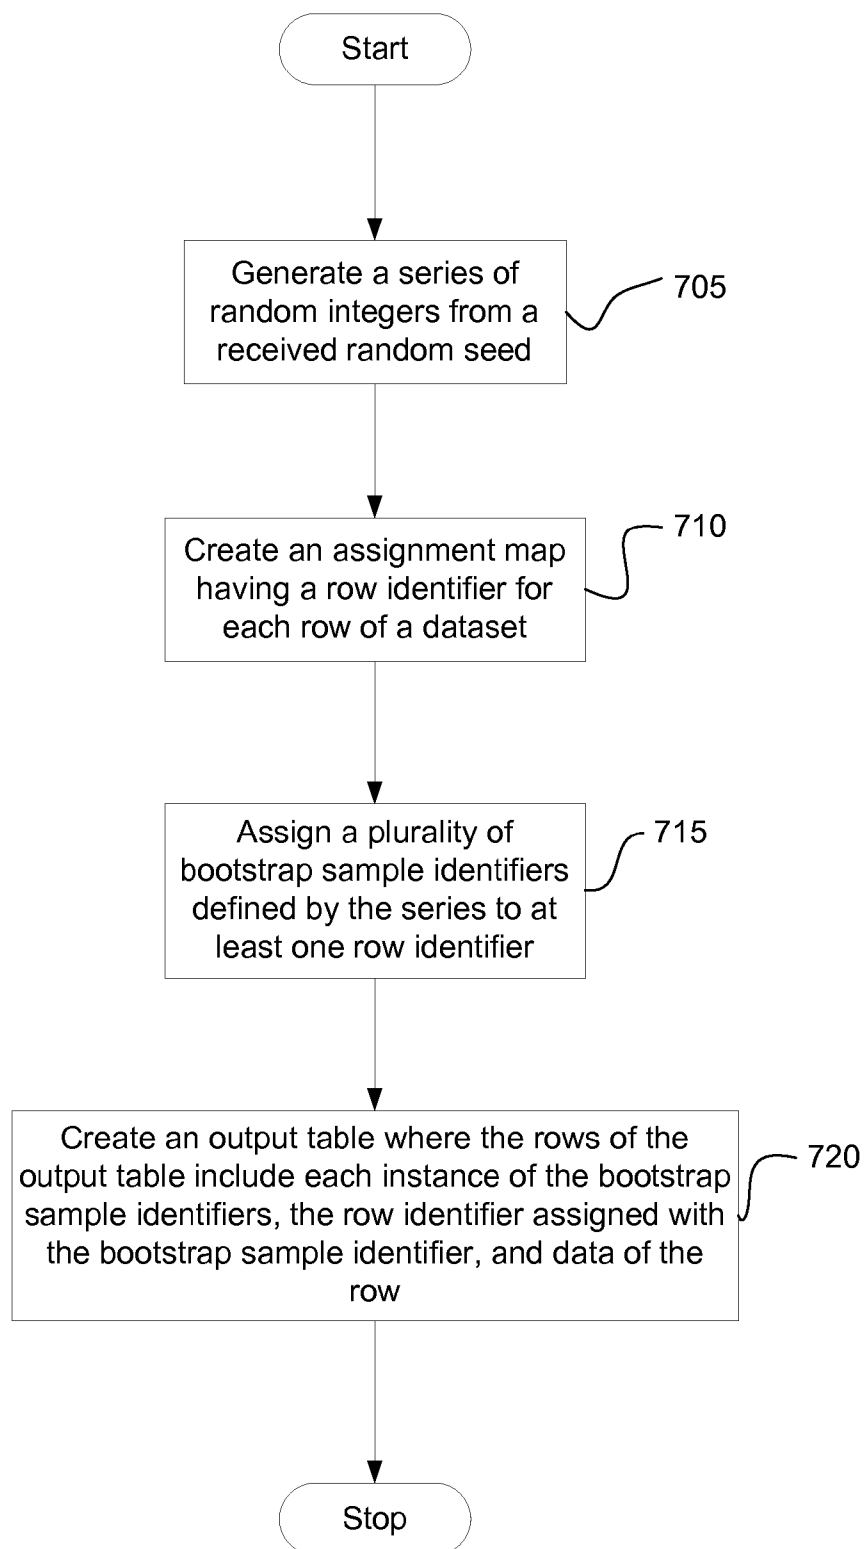 Start
Generate a series of
random integers from a
received random seed
705
Create an assignment map
having a row identifier for
each row of a dataset
710
Assign a plurality of
bootstrap sample identifiers
defined by the series to at
least one row identifier
715
Create an output table where the rows of the
output table include each instance of the bootstrap
sample identifiers, the row identifier assigned with
the bootstrap sample identifier, and data of the
row
720
Stop